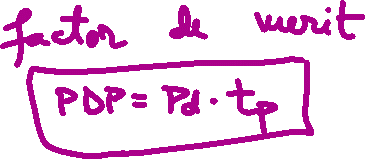 factor de merit
PDP = Pd · tp